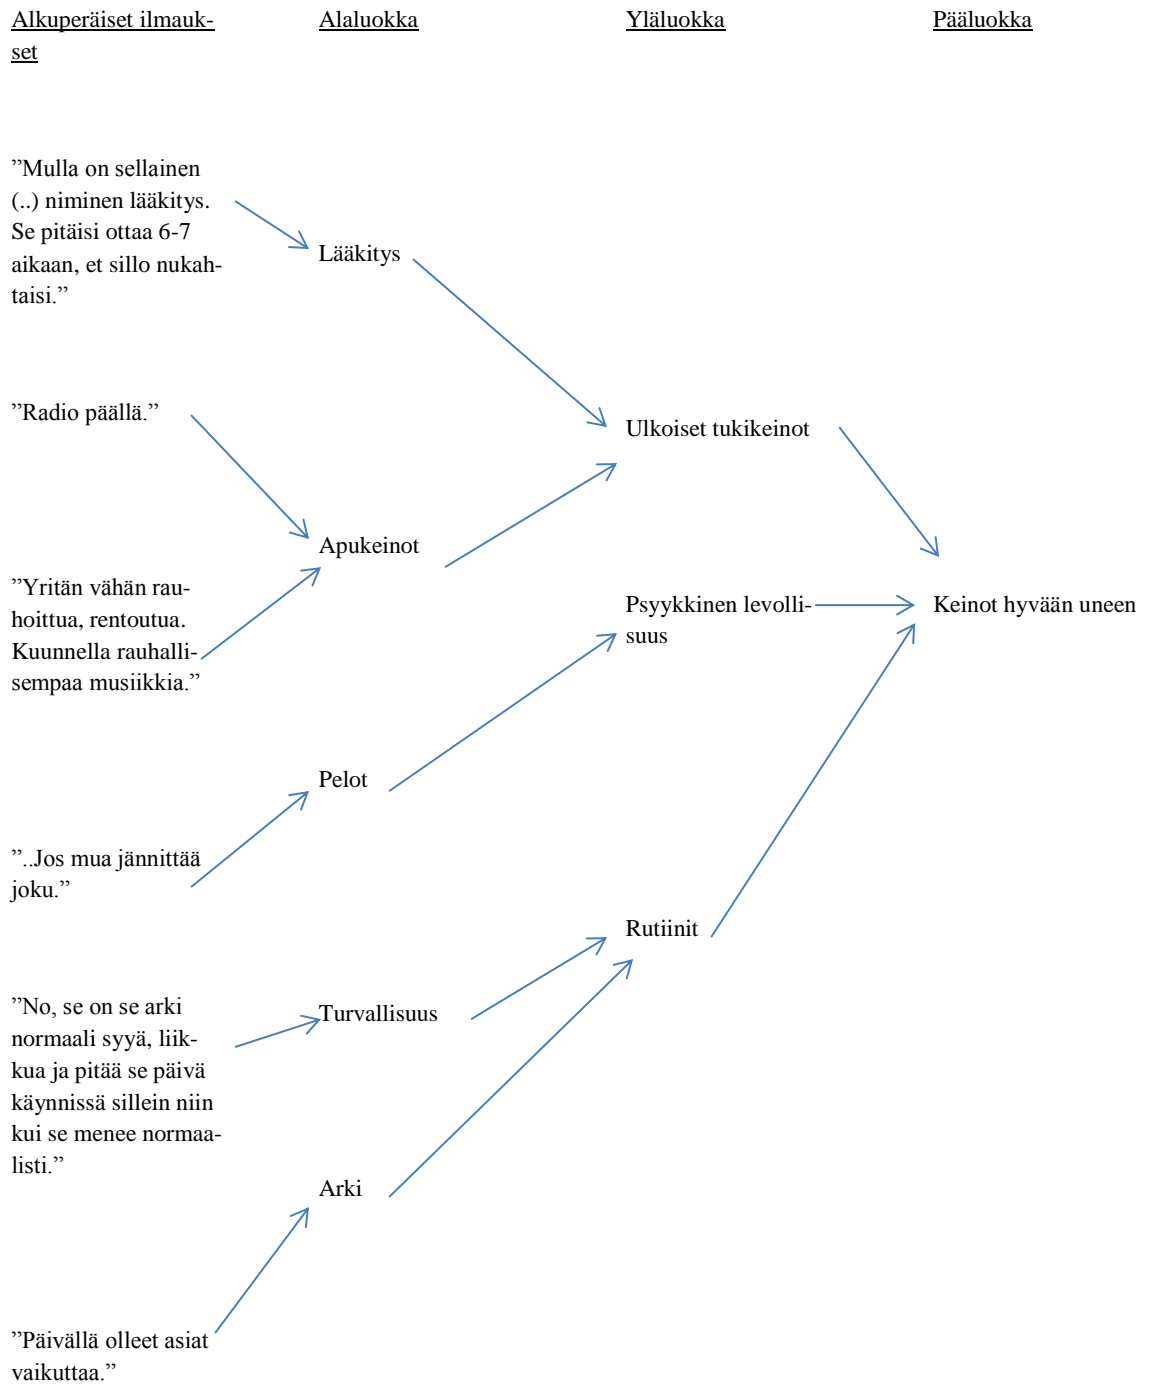 Alkuperäiset ilmauk-
set
Alaluokka
Yläluokka
Pääluokka
”Mulla on sellainen
(..) niminen lääkitys.
Se pitäisi ottaa 6-7
aikaan, et sillo nukah-
taisi.”
Lääkitys
”Radio päällä.”
Ulkoiset tukikeinot
Apukeinot
”Yritän vähän rau-
hoittua, rentoutua.
Kuunnella rauhalli-
sempaa musiikkia.”
Psyykkinen levolli-
suus
Keinot hyvään uneen
Pelot
”..Jos mua jännittää
joku.”
Rutiinit
”No, se on se arki
normaali syyä, liik-
kua ja pitää se päivä
käynnissä sillein niin
kui se menee normaa-
listi.”
Turvallisuus
Arki
”Päivällä olleet asiat
vaikuttaa.”